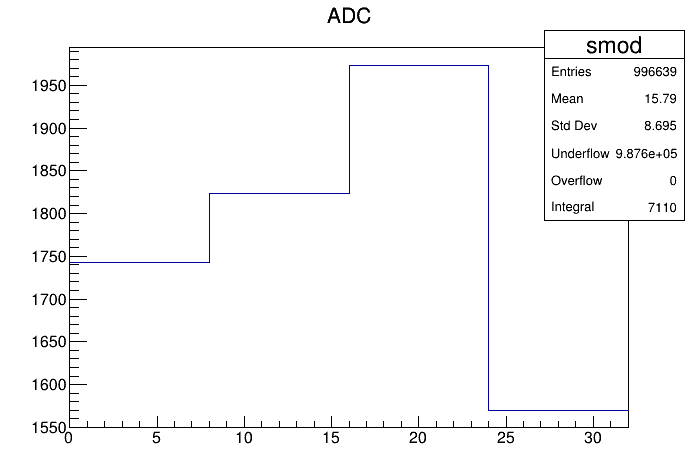 ADC
smod
Entries 996639
Mean 15.79
Std Dev 8.695
Underflow 9.876e+05
Overflow 0
Integral 7110
1950
1900
1850
1800
1750
1700
1650
1600
1550
0 5 10 15 20 25 30